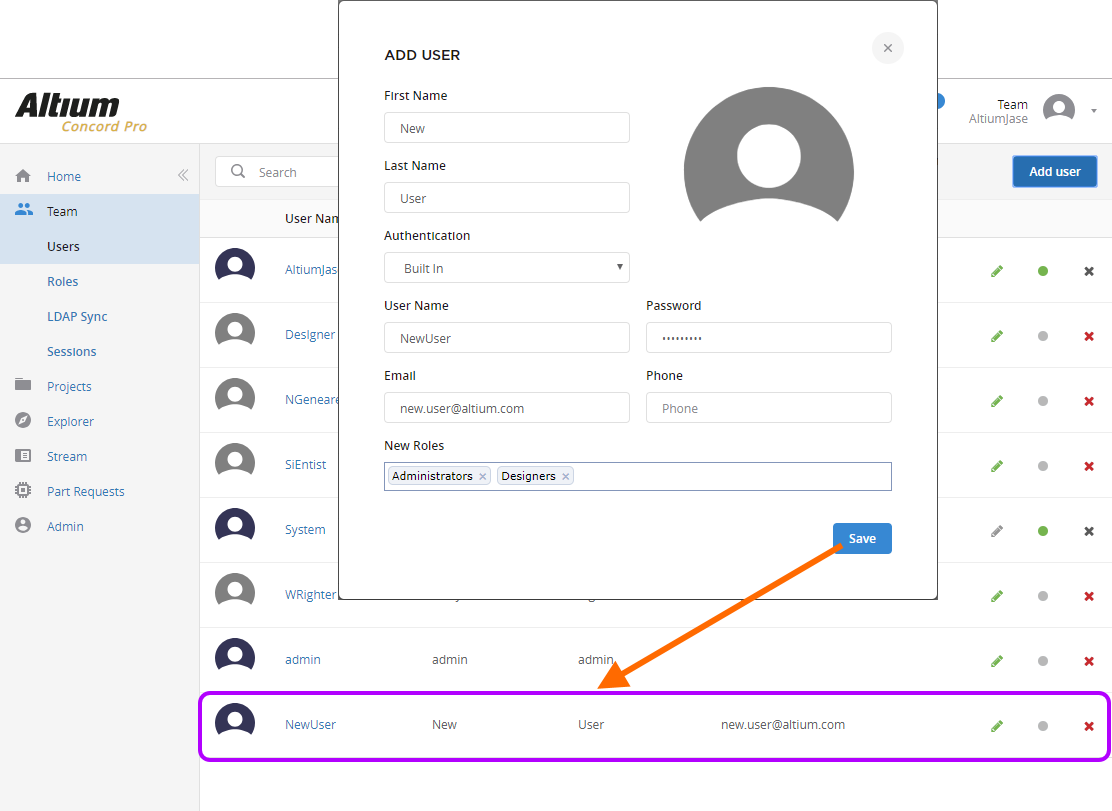 ADD USER
First Name
New
Last Name
User
Authentication
Built In
User Name
Password
NewUser
•••••••••
Email
Phone
new.user@altium.com
Phone
New Roles
Administrators
Designers
Save
Altium
Concord Pro
Team
AltiumJase
Home
Team
Users
Roles
LDAP Sync
Sessions
Projects
Explorer
Stream
Part Requests
Admin
Search
Add user
User Nam
AltiumJas
Designer
NGeneare
SiEntist
System
WRighter
admin admin admin
NewUser New User new.user@altium.com